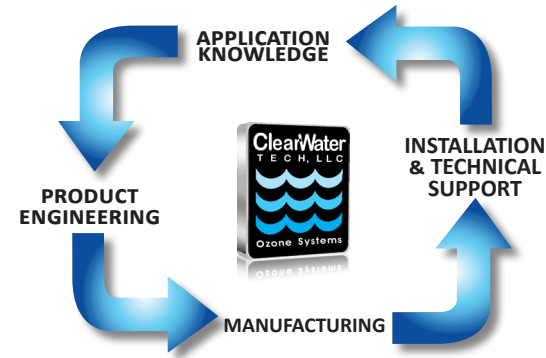 APPLICATION
KNOWLEDGE
ClearWater
TECH, LLC
Ozone Systems
INSTALLATION
& TECHNICAL
SUPPORT
PRODUCT
ENGINEERING
MANUFACTURING